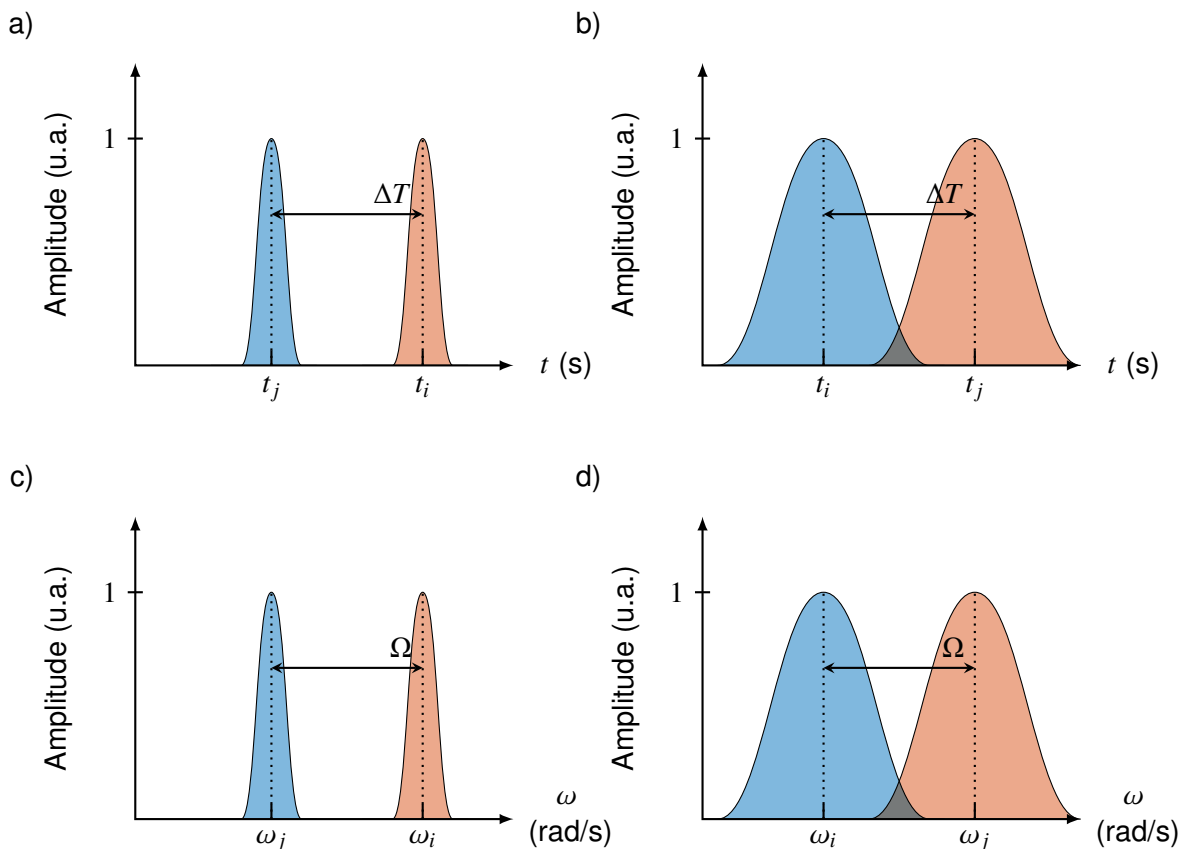 a)
Amplitude (u.a.)
1
ΔT
t (s)
t_j
t_i
b)
Amplitude (u.a.)
1
ΔT
t (s)
t_i
t_j
c)
Amplitude (u.a.)
1
Ω
ω
(rad/s)
ω_j
ω_i
d)
Amplitude (u.a.)
1
Ω
ω
(rad/s)
ω_i
ω_j